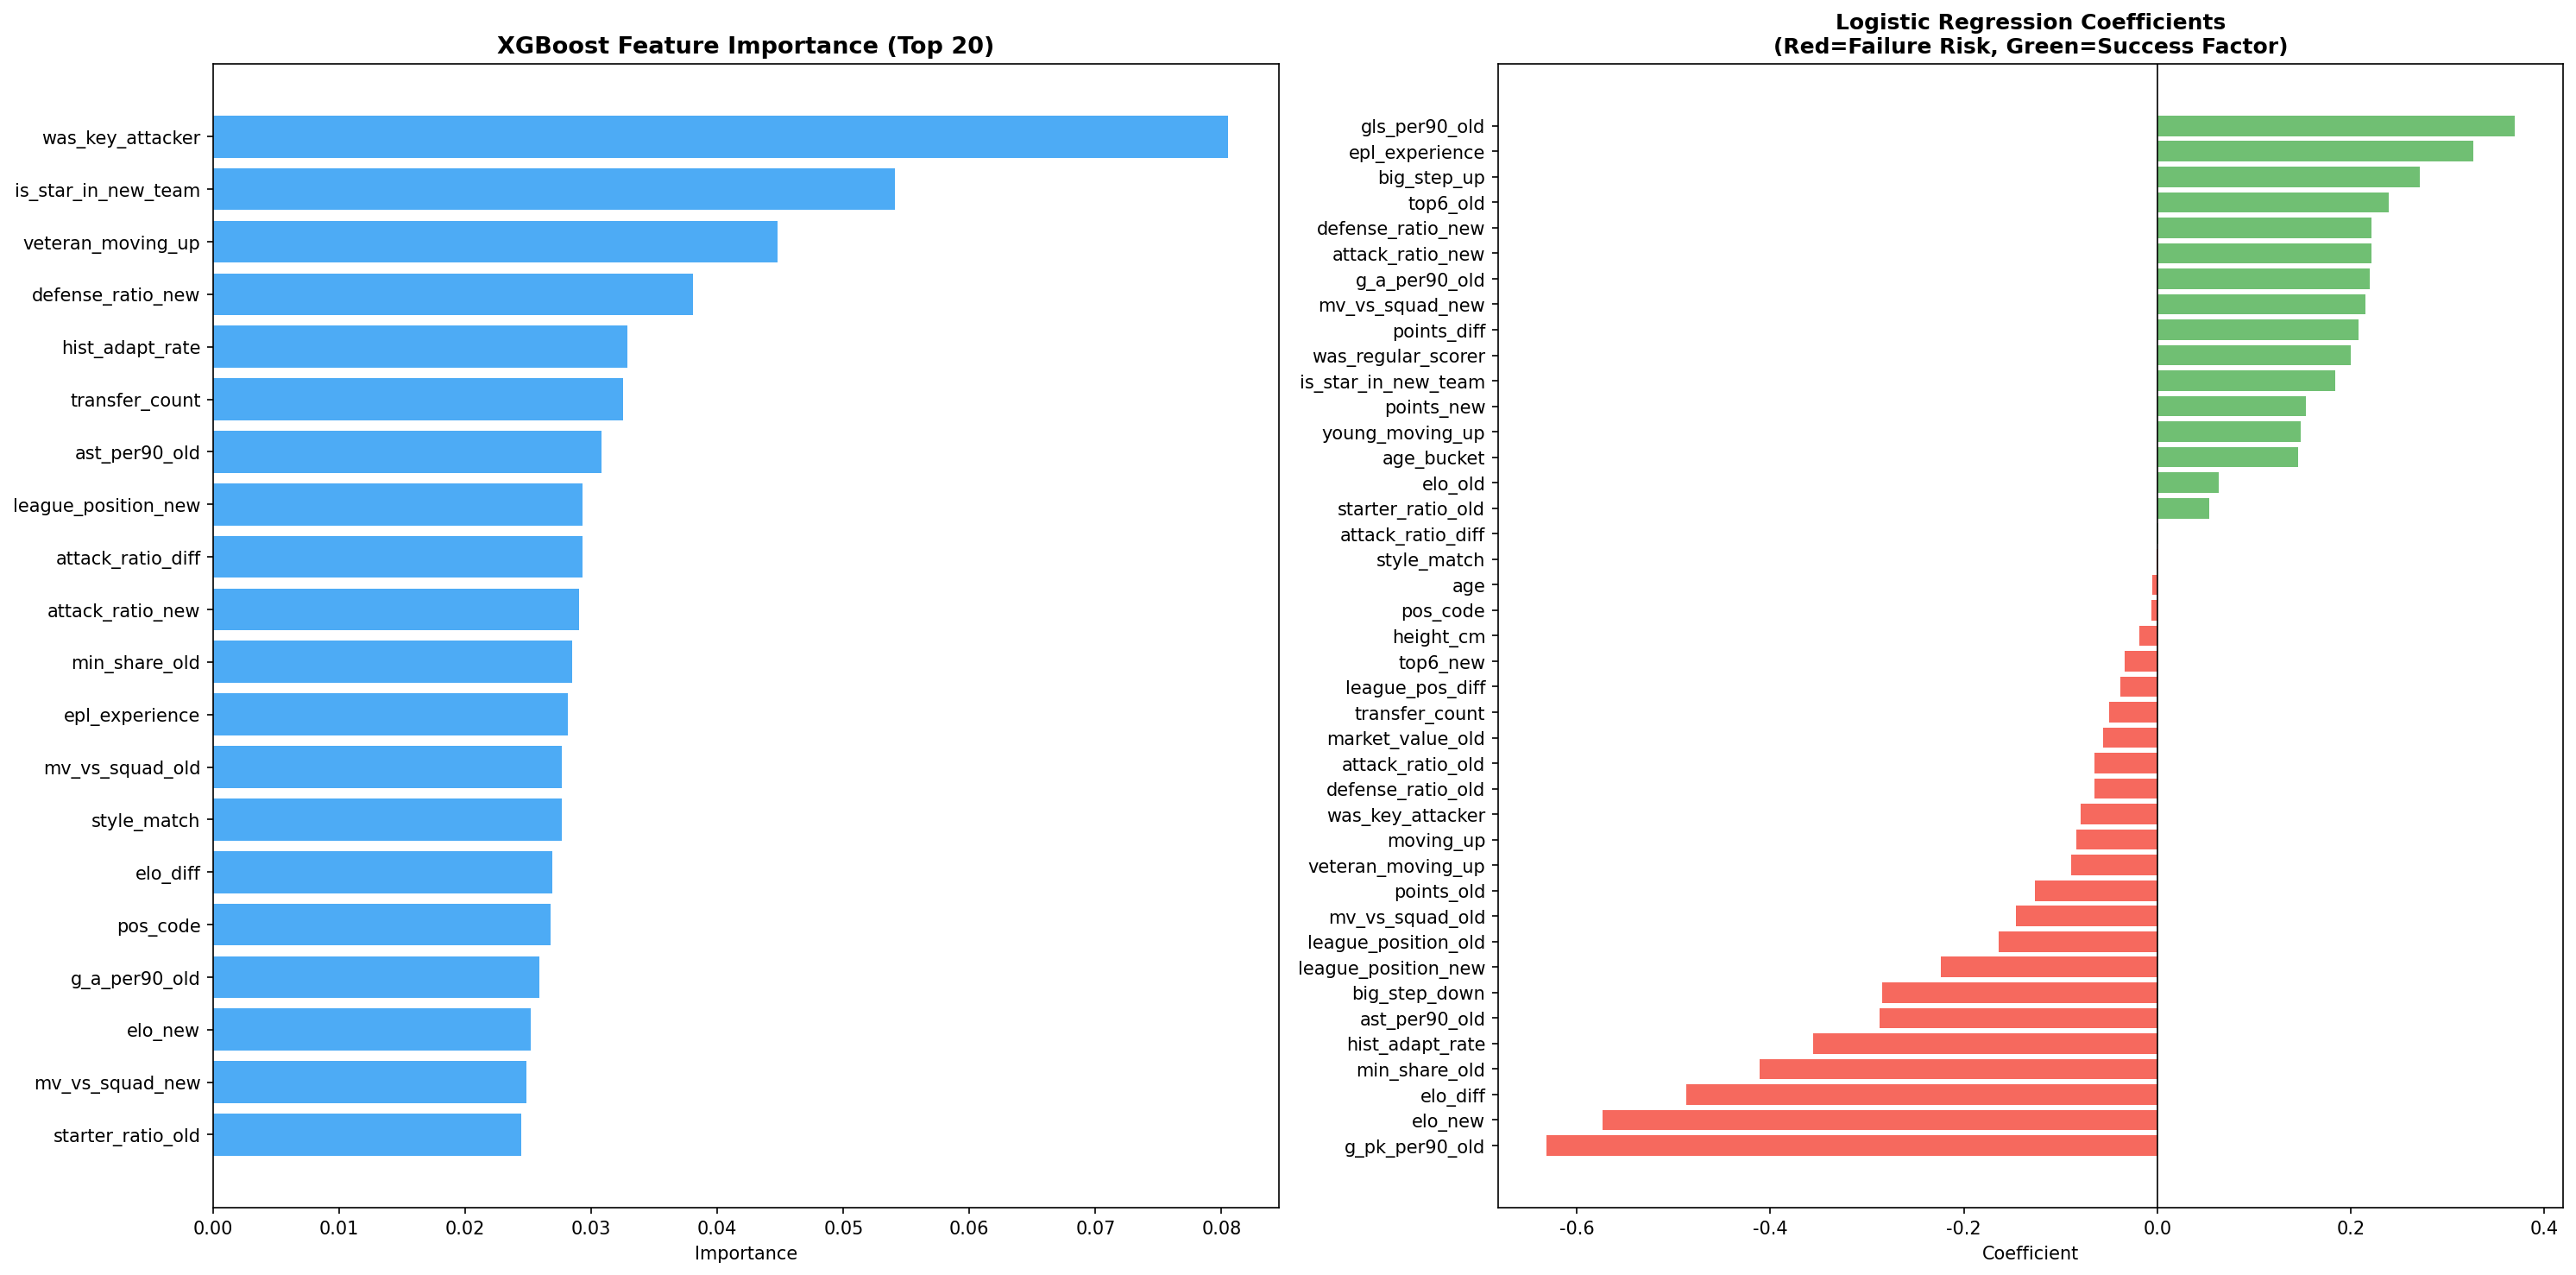 XGBoost Feature Importance (Top 20)
was_key_attacker
is_star_in_new_team
veteran_moving_up
defense_ratio_new
hist_adapt_rate
transfer_count
ast_per90_old
league_position_new
attack_ratio_diff
attack_ratio_new
min_share_old
epl_experience
mv_vs_squad_old
style_match
elo_diff
pos_code
g_a_per90_old
elo_new
mv_vs_squad_new
starter_ratio_old
0.00 0.01 0.02 0.03 0.04 0.05 0.06 0.07 0.08
Importance
Logistic Regression Coefficients
(Red=Failure Risk, Green=Success Factor)
gls_per90_old
epl_experience
big_step_up
top6_old
defense_ratio_new
attack_ratio_new
g_a_per90_old
mv_vs_squad_new
points_diff
was_regular_scorer
is_star_in_new_team
points_new
young_moving_up
age_bucket
elo_old
starter_ratio_old
attack_ratio_diff
style_match
age
pos_code
height_cm
top6_new
league_pos_diff
transfer_count
market_value_old
attack_ratio_old
defense_ratio_old
was_key_attacker
moving_up
veteran_moving_up
points_old
mv_vs_squad_old
league_position_old
league_position_new
big_step_down
ast_per90_old
hist_adapt_rate
min_share_old
elo_diff
elo_new
g_pk_per90_old
-0.6 -0.4 -0.2 0.0 0.2 0.4
Coefficient